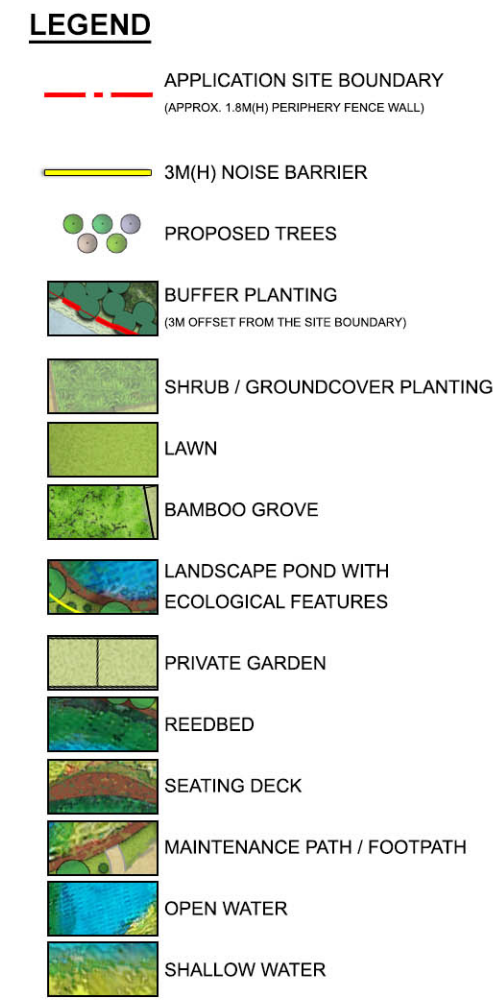 LEGEND
APPLICATION SITE BOUNDARY
(APPROX. 1.8M(H) PERIPHERY FENCE WALL)
3M(H) NOISE BARRIER
PROPOSED TREES
BUFFER PLANTING
(3M OFFSET FROM THE SITE BOUNDARY)
SHRUB / GROUNDCOVER PLANTING
LAWN
BAMBOO GROVE
LANDSCAPE POND WITH
ECOLOGICAL FEATURES
PRIVATE GARDEN
REEDBED
SEATING DECK
MAINTENANCE PATH / FOOTPATH
OPEN WATER
SHALLOW WATER